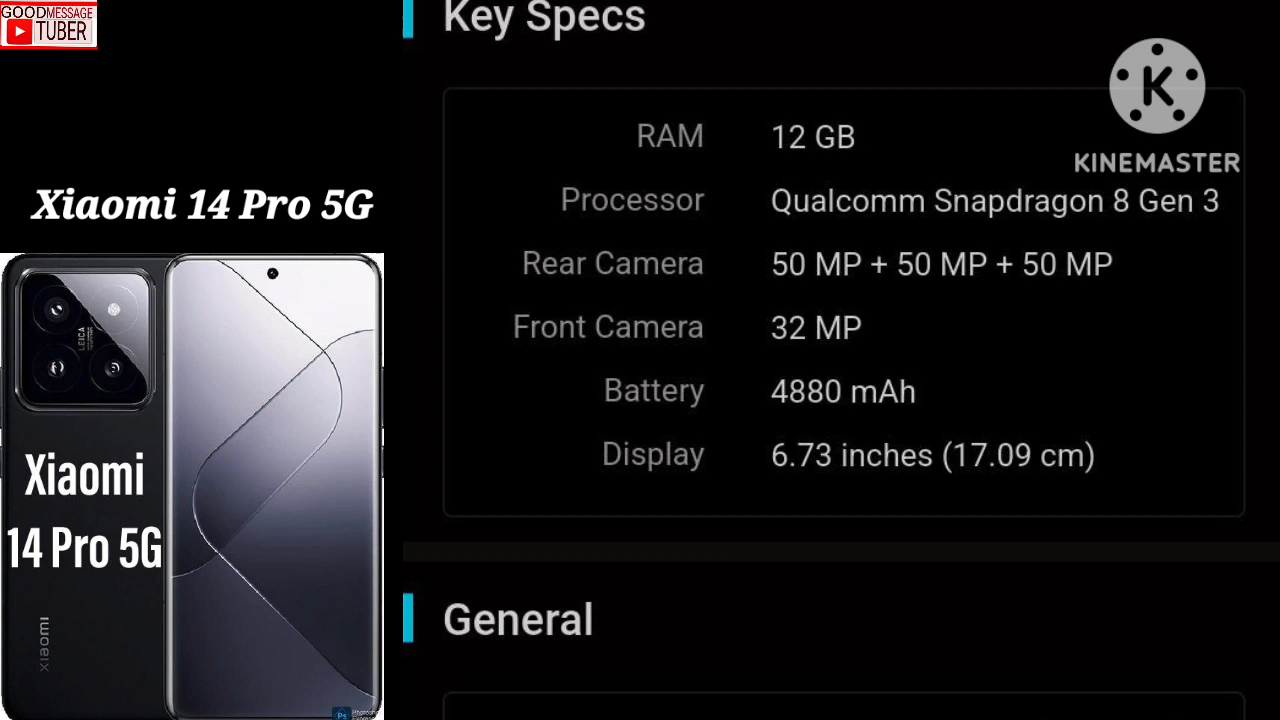 GOODMESSAGE
TUBER
Xiaomi 14 Pro 5G
LEICA
Xiaomi
14 Pro 5G
xiaomi
Ps
Key Specs
KINEMASTER
RAM 12 GB
Processor Qualcomm Snapdragon 8 Gen 3
Rear Camera 50 MP + 50 MP + 50 MP
Front Camera 32 MP
Battery 4880 mAh
Display 6.73 inches (17.09 cm)
General